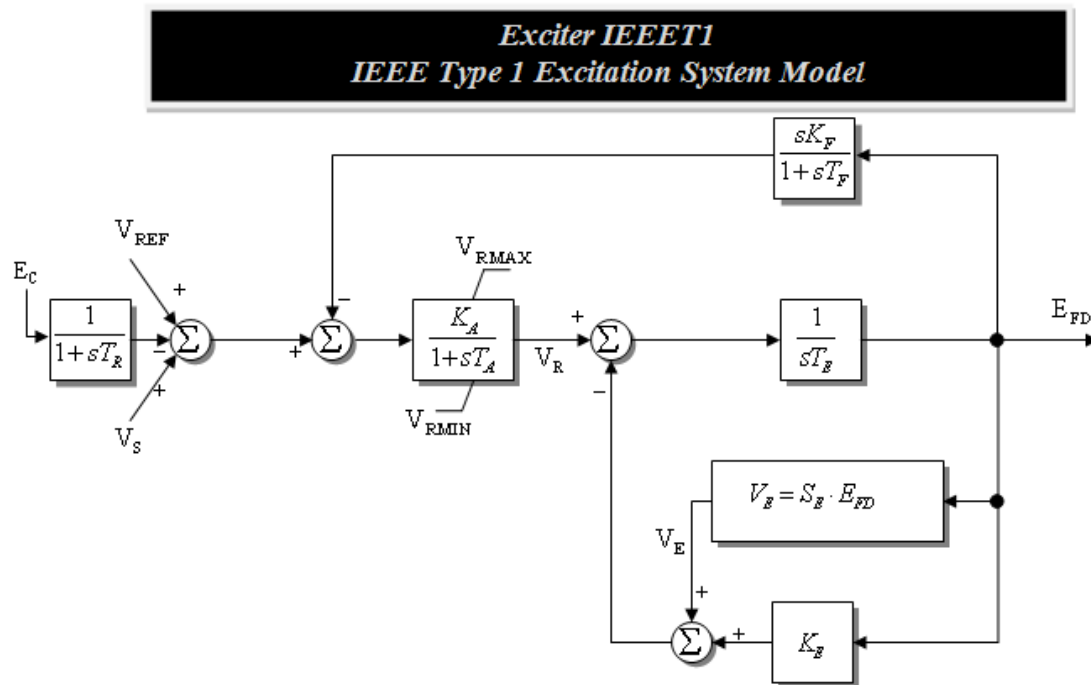 Exciter IEEET1
IEEE Type 1 Excitation System Model
sK_F
1+sT_F
V_REF
V_RMAX
E_C
+
−
1
1+sT_R
−
Σ
+
Σ
K_A
1+sT_A
+
V_R
Σ
1
sT_E
E_FD
+
V_S
V_RMIN
−
V_E = S_E · E_FD
V_E
+
Σ
+
K_E